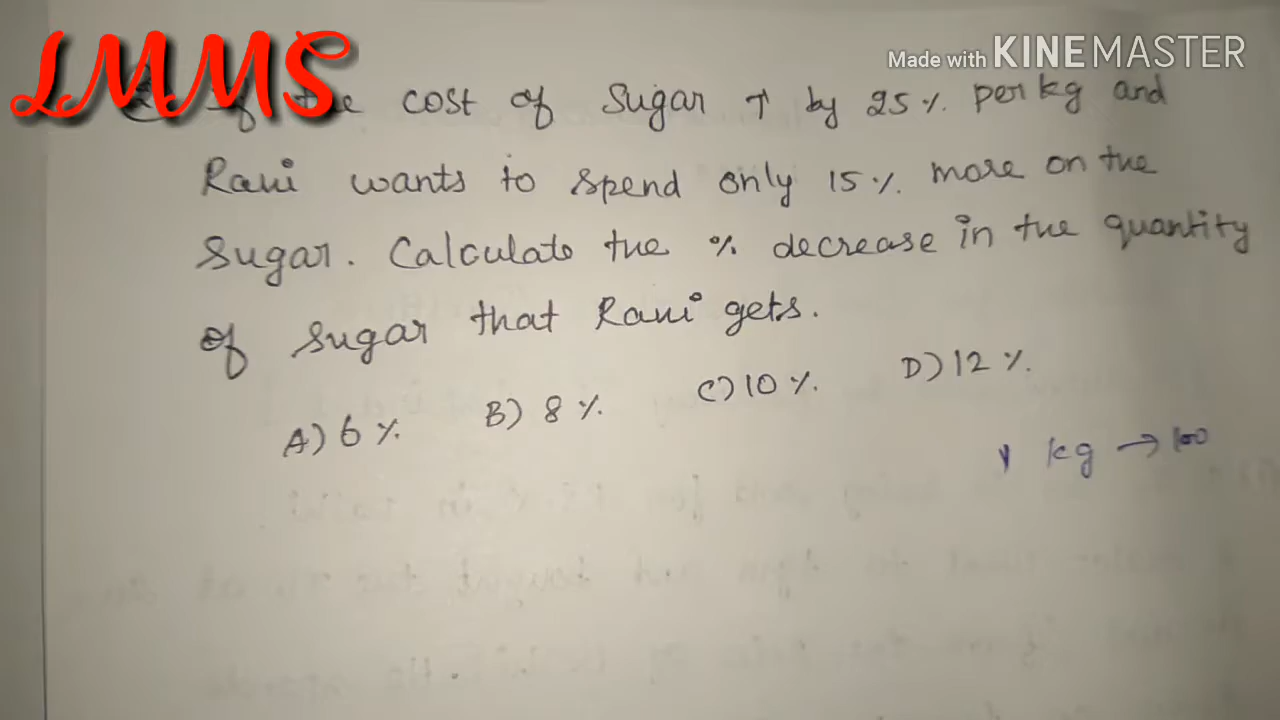 LMMS
Made with KINEMASTER
If the cost of Sugar ↑ by 25 %. per kg and
Rani wants to spend only 15 %. more on the
Sugar. Calculate the % decrease in the quantity
of sugar that Rani gets.
A) 6 %. B) 8 %. C) 10 %. D) 12 %.
1 kg → 100